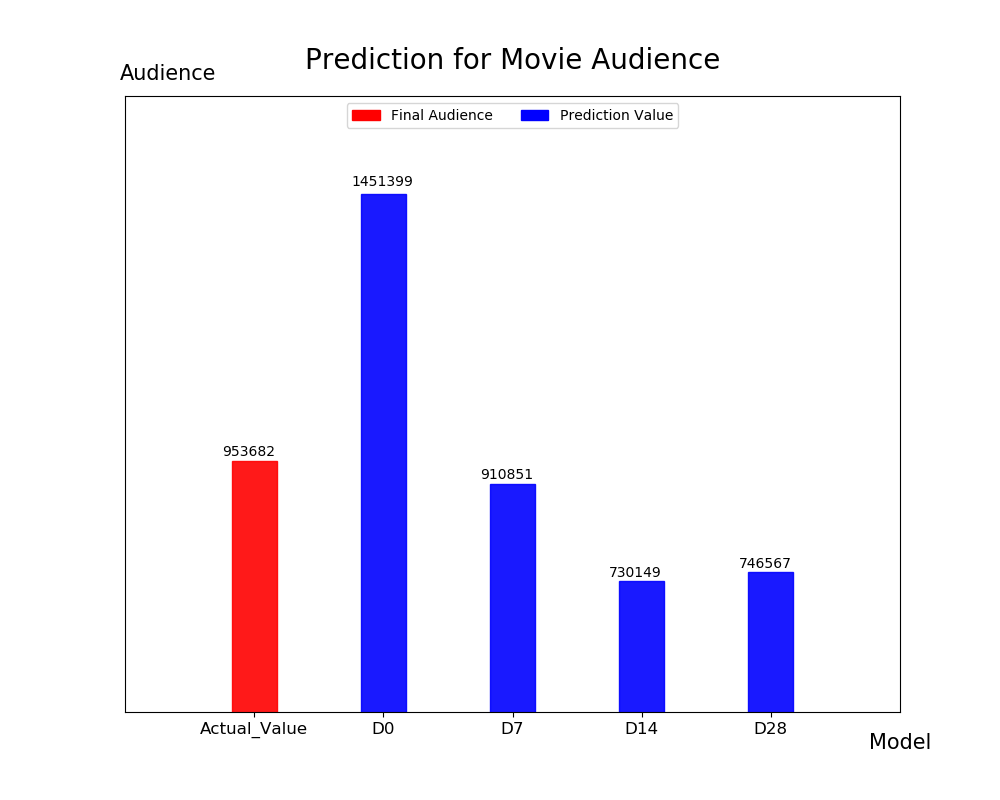 Prediction for Movie Audience
Audience
Final Audience Prediction Value
1451399
953682
910851
730149
746567
Actual_Value D0 D7 D14 D28
Model